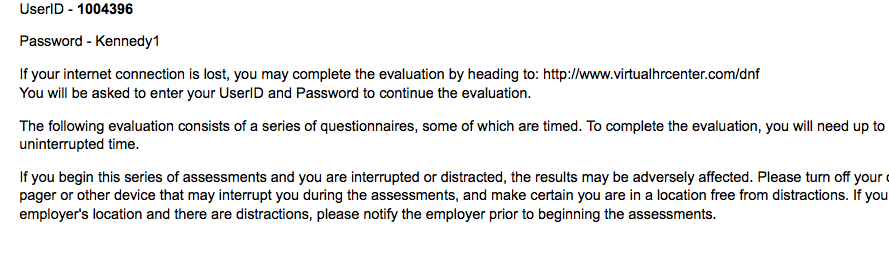 UserID - 1004396
Password - Kennedy1
If your internet connection is lost, you may complete the evaluation by heading to: http://www.virtualhrcenter.com/dnf
You will be asked to enter your UserID and Password to continue the evaluation.
The following evaluation consists of a series of questionnaires, some of which are timed. To complete the evaluation, you will need up to
uninterrupted time.
If you begin this series of assessments and you are interrupted or distracted, the results may be adversely affected. Please turn off your
pager or other device that may interrupt you during the assessments, and make certain you are in a location free from distractions. If you
employer's location and there are distractions, please notify the employer prior to beginning the assessments.